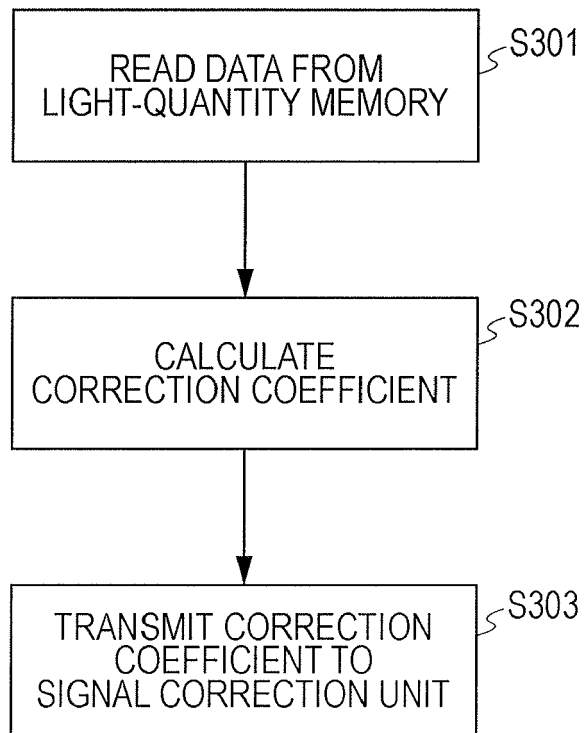 S301
READ DATA FROM
LIGHT-QUANTITY MEMORY
S302
CALCULATE
CORRECTION COEFFICIENT
S303
TRANSMIT CORRECTION
COEFFICIENT TO
SIGNAL CORRECTION UNIT